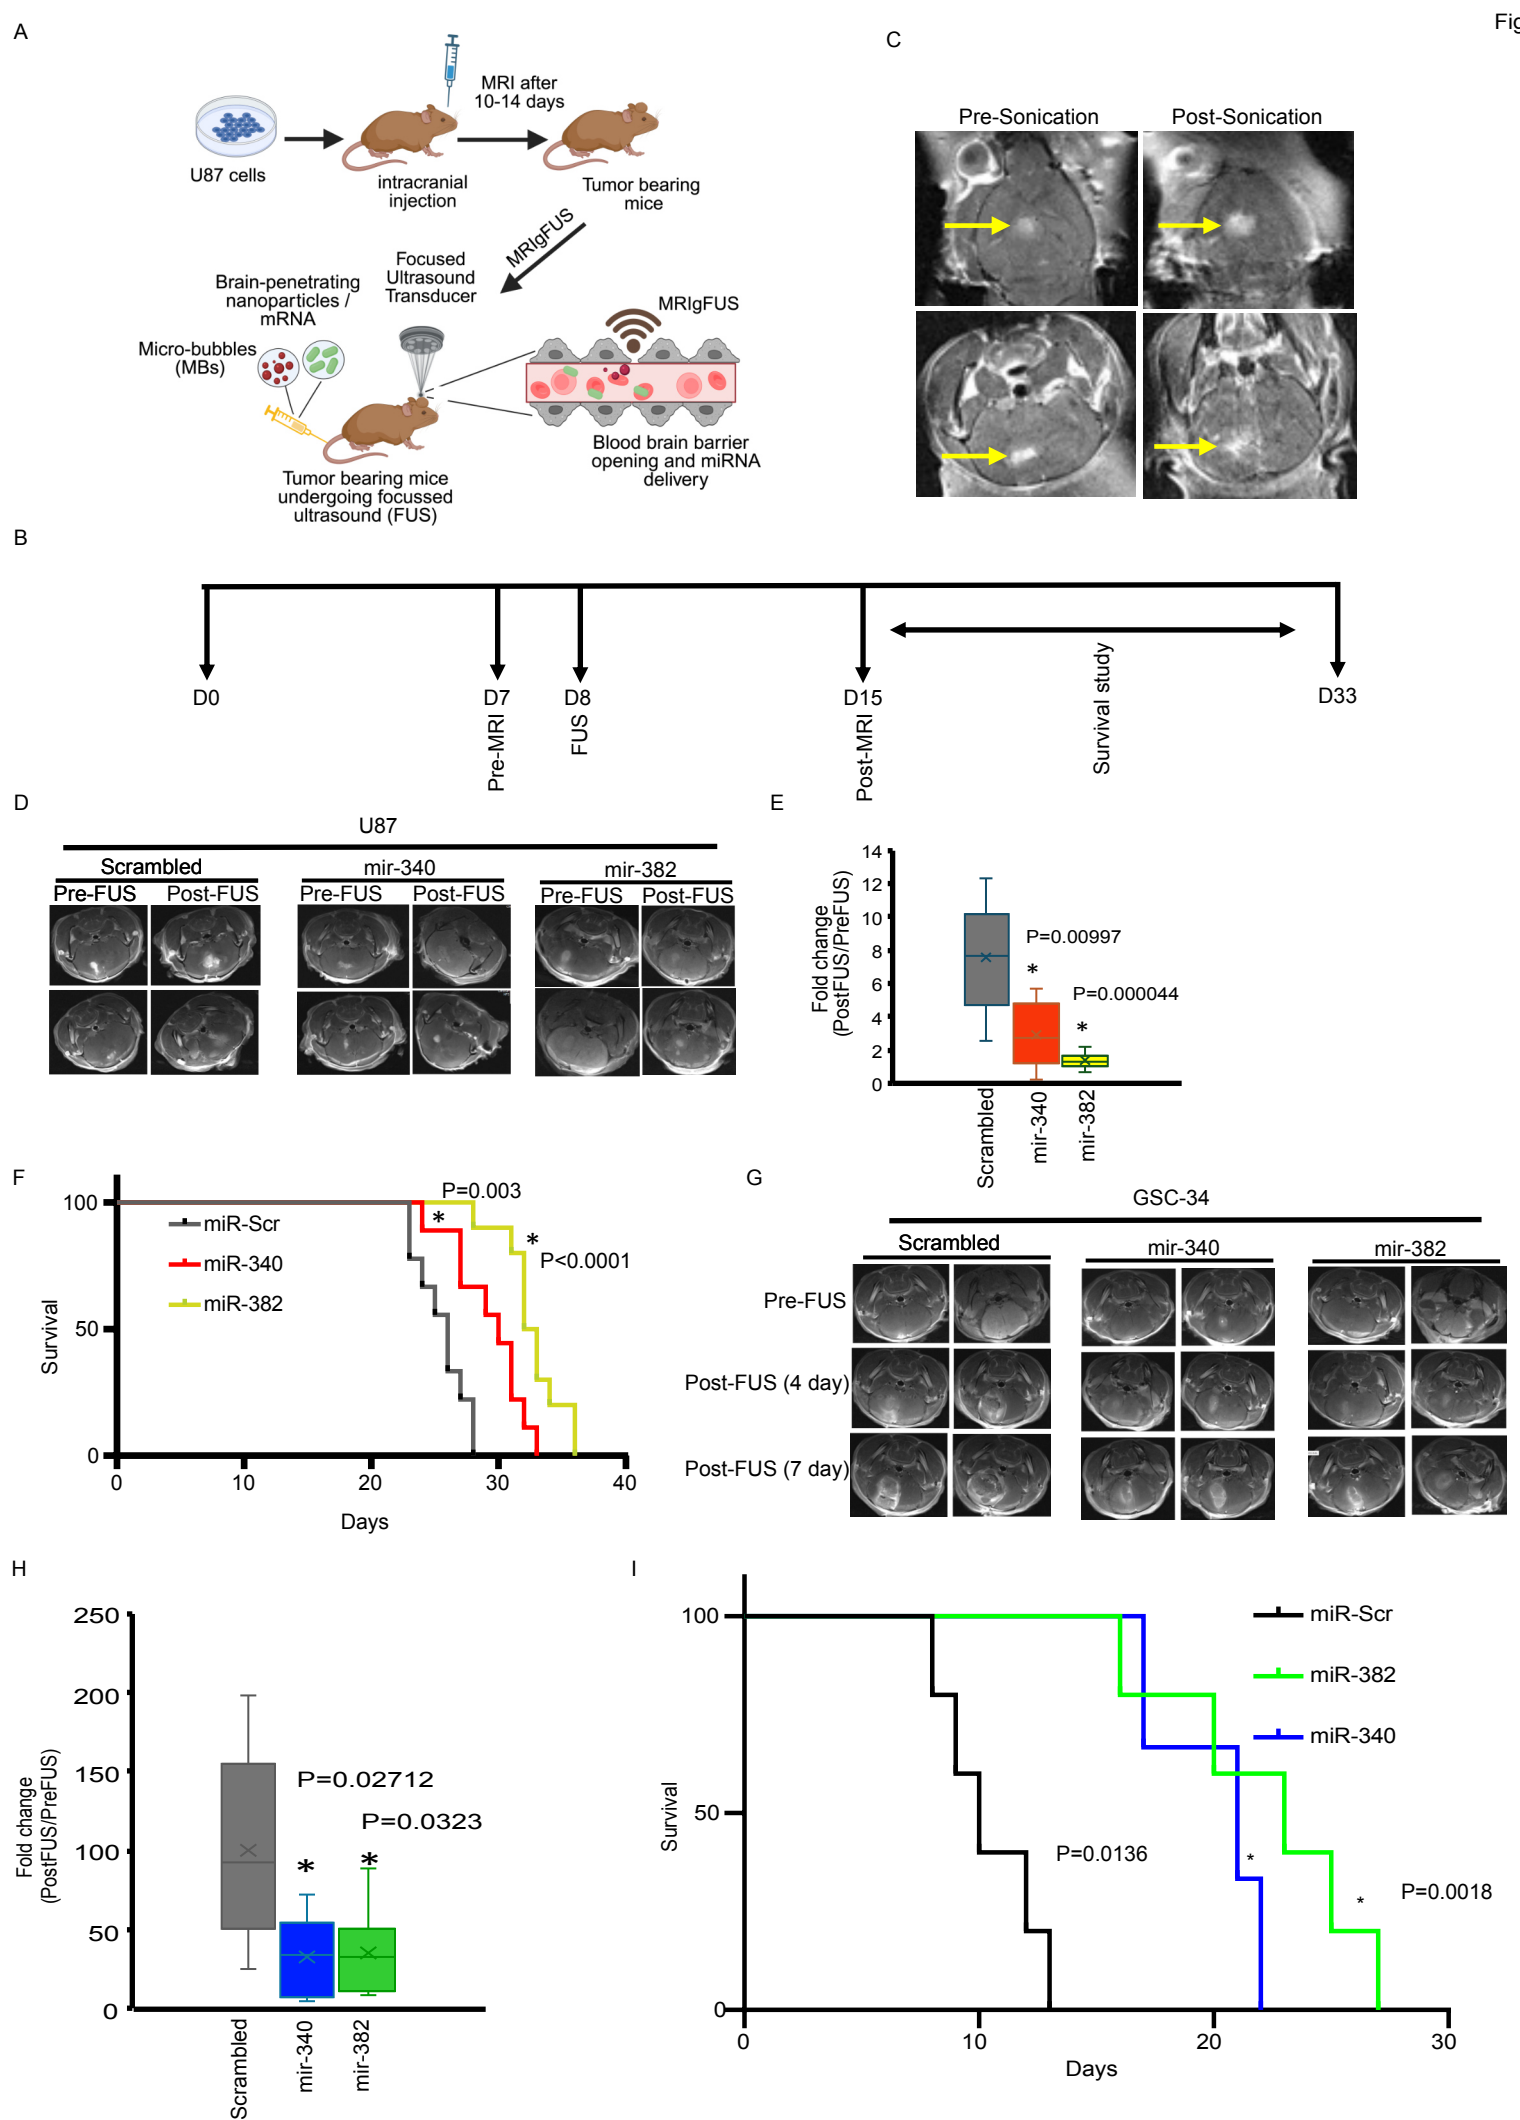 Fig
A
U87 cells
intracranial
injection
MRI after
10-14 days
Tumor bearing
mice
MRIgFUS
Focused
Ultrasound
Transducer
Brain-penetrating
nanoparticles /
mRNA
Micro-bubbles
(MBs)
MRIgFUS
Tumor bearing mice
undergoing focussed
ultrasound (FUS)
Blood brain barrier
opening and miRNA
delivery
C
Pre-Sonication
Post-Sonication
B
D0
D7
Pre-MRI
D8
FUS
D15
Post-MRI
Survival study
D33
D
U87
Scrambled
mir-340
mir-382
Pre-FUS
Post-FUS
Pre-FUS
Post-FUS
Pre-FUS
Post-FUS
E
Fold change
(PostFUS/PreFUS)
14
12
10
8
6
4
2
0
P=0.00997
*
P=0.000044
*
Scrambled
mir-340
mir-382
F
Survival
100
50
0
miR-Scr
miR-340
miR-382
P=0.003
*
*
P<0.0001
0
10
20
30
40
Days
G
GSC-34
Scrambled
mir-340
mir-382
Pre-FUS
Post-FUS (4 day)
Post-FUS (7 day)
H
Fold change
(PostFUS/PreFUS)
250
200
150
100
50
0
P=0.02712
P=0.0323
*
*
Scrambled
mir-340
mir-382
I
Survival
100
50
0
miR-Scr
miR-382
miR-340
P=0.0136
*
*
P=0.0018
0
10
20
30
Days